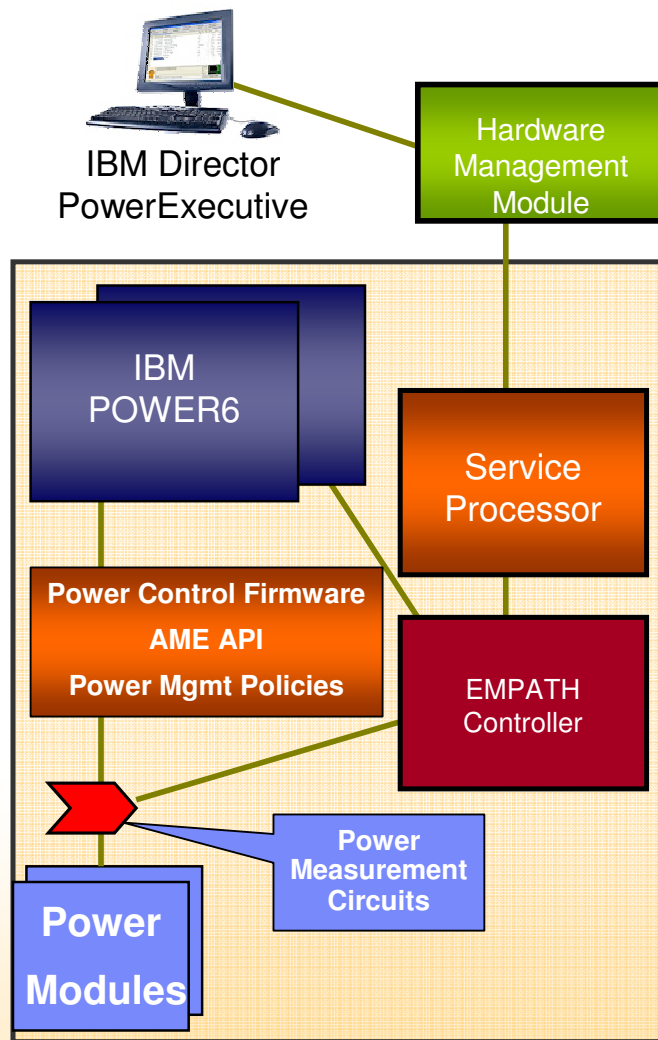 IBM Director
PowerExecutive
Hardware
Management
Module
IBM
POWER6
Service
Processor
Power Control Firmware
AME API
Power Mgmt Policies
EMPATH
Controller
Power
Measurement
Circuits
Power
Modules